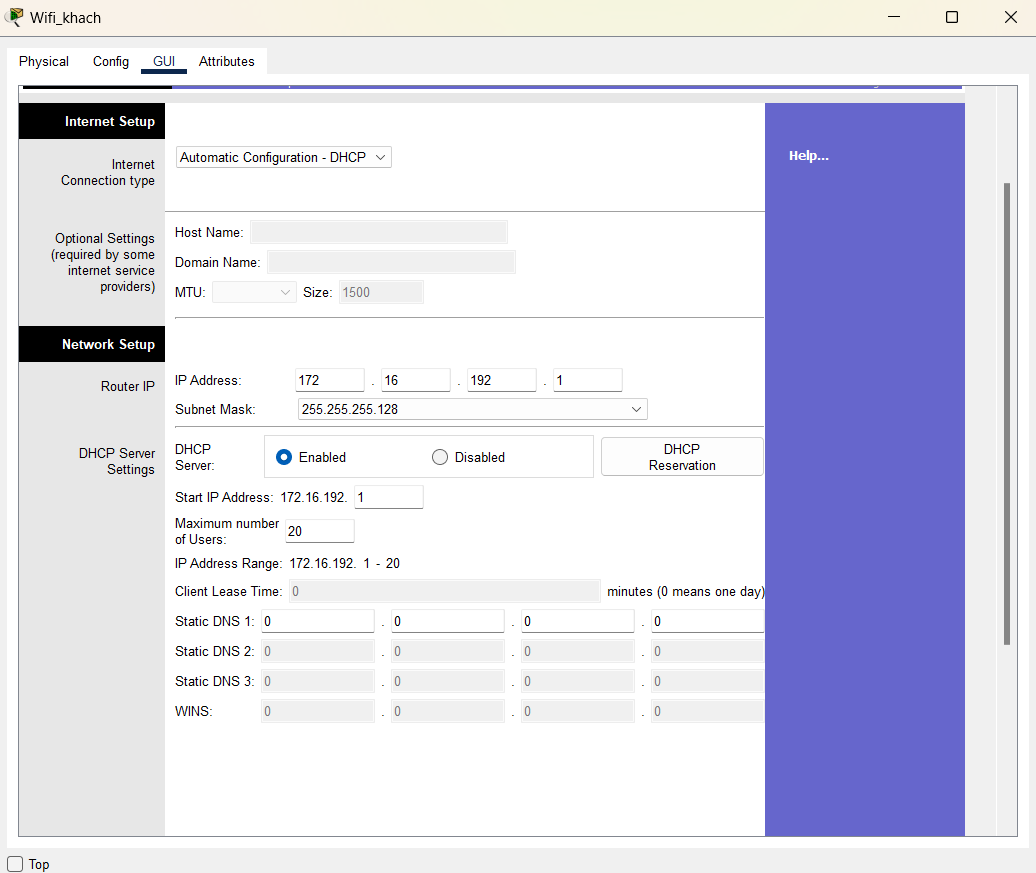 Wifi_khach
Physical Config GUI Attributes
Internet Setup
Internet
Connection type
Automatic Configuration - DHCP
Help...
Optional Settings
(required by some
internet service
providers)
Host Name:
Domain Name:
MTU: Size: 1500
Network Setup
Router IP
IP Address: 172 . 16 . 192 . 1
Subnet Mask: 255.255.255.128
DHCP Server
Settings
DHCP
Server:
Enabled Disabled
DHCP
Reservation
Start IP Address: 172.16.192. 1
Maximum number
of Users:
20
IP Address Range: 172.16.192. 1 - 20
Client Lease Time: 0 minutes (0 means one day)
Static DNS 1: 0 . 0 . 0 . 0
Static DNS 2: 0 . 0 . 0 . 0
Static DNS 3: 0 . 0 . 0 . 0
WINS: 0 . 0 . 0 . 0
Top